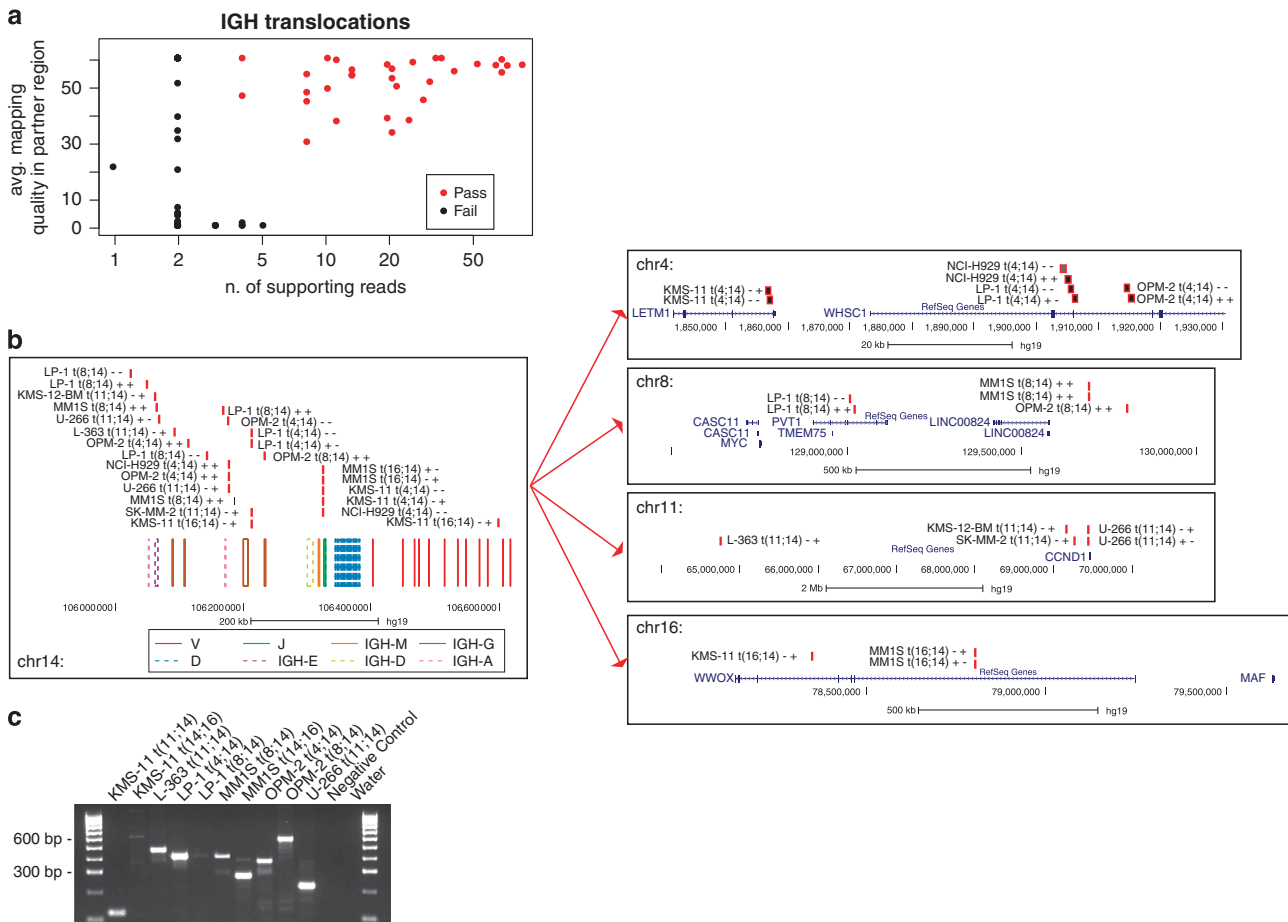 a
IGH translocations
avg. mapping
quality in partner region
50
30
10
0
Pass
Fail
1
2
5
10
20
50
n. of supporting reads
b
LP-1 t(8;14) - -
LP-1 t(8;14) + +
KMS-12-BM t(11;14) - +
MM1S t(8;14) + +
U-266 t(11;14) + -
L-363 t(11;14) - +
OPM-2 t(4;14) + +
LP-1 t(8;14) - -
NCI-H929 t(4;14) + +
OPM-2 t(4;14) + +
U-266 t(11;14) - -
MM1S t(8;14) + +
SK-MM-2 t(11;14) - +
KMS-11 t(16;14) - +
LP-1 t(8;14) + +
OPM-2 t(4;14) - -
LP-1 t(4;14) - -
LP-1 t(4;14) + -
OPM-2 t(8;14) + +
MM1S t(16;14) + -
MM1S t(16;14) + -
KMS-11 t(4;14) - -
KMS-11 t(4;14) + -
NCI-H929 t(4;14) - -
KMS-11 t(16;14) - +
106000000
106200000
106400000
106,600000
200 kb
hg19
V
J
IGH-M
IGH-G
D
IGH-E
IGH-D
IGH-A
chr14:
chr4:
NCI-H929 t(4;14) - -
NCI-H929 t(4;14) + +
KMS-11 t(4;14) - +
LP-1 t(4;14) - -
OPM-2 t(4;14) - -
KMS-11 t(4;14) - -
LP-1 t(4;14) + -
OPM-2 t(4;14) + +
LETM1
WHSC1
RefSeq Genes
1,850,000
1,860,000
1,870,000
1,880,000
1,890,000
1,900,000
1,910,000
1,920,000
1,930,000
20 kb
hg19
chr8:
MM1S t(8;14) + +
LP-1 t(8;14) - -
MM1S t(8;14) + +
LP-1 t(8;14) + +
OPM-2 t(8;14) + +
RefSeq Genes
CASC11
PVT1
LINC00824
CASC11
TMEM75
LINC00824
MYC
129,000,000
129,500,000
130,000,000
500 kb
hg19
chr11:
KMS-12-BM t(11;14) - +
U-266 t(11;14) - +
L-363 t(11;14) - +
SK-MM-2 t(11;14) - +
U-266 t(11;14) + -
RefSeq Genes
CCND1
65,000,000
66,000,000
67,000,000
68,000,000
69,000,000
70,000,000
2 Mb
hg19
chr16:
KMS-11 t(16;14) - +
MM1S t(16;14) - +
MM1S t(16;14) + -
RefSeq Genes
WWOX
MAF
78,500,000
79,000,000
79,500,000
500 kb
hg19
c
KMS-11 t(11;14)
KMS-11 t(14;16)
L-363 t(11;14)
LP-1 t(4;14)
LP-1 t(8;14)
MM1S t(8;14)
MM1S t(14;16)
OPM-2 t(4;14)
OPM-2 t(8;14)
U-266 t(11;14)
Negative Control
Water
600 bp -
300 bp -